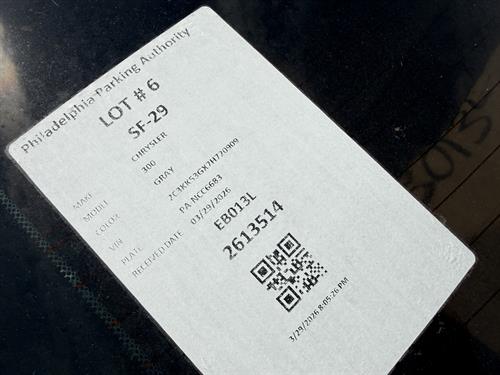 Philadelphia Parking Authority
LOT # 6
SF-29
MAKE CHRYSLER
MODEL 300
COLOR GRAY
VIN 2C3KK53GX7H720909
PLATE PA NCC6683
RECEIVED DATE 03/29/2026
EB013L
2613514
3/29/2026 8:05:26 PM